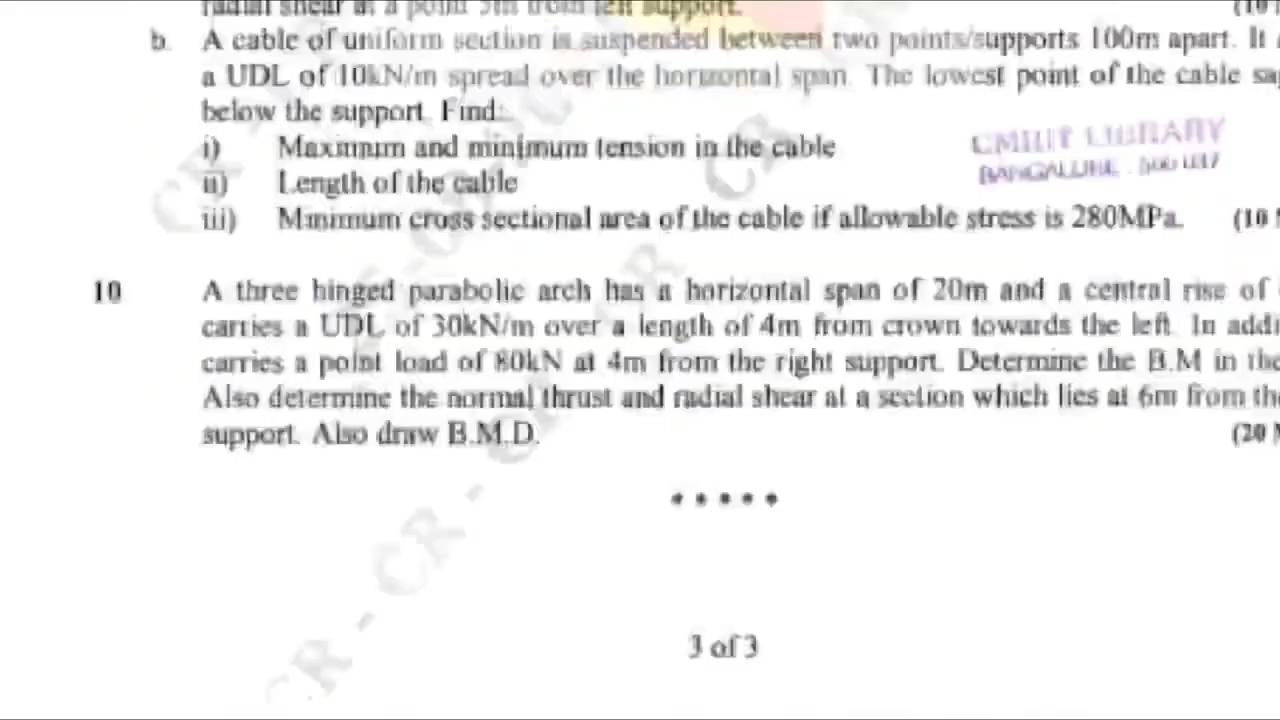 radial shear at a point 5m from left support. (10
b. A cable of uniform section is suspended between two points/supports 100m apart. It
a UDL of 10kN/m spread over the horizontal span. The lowest point of the cable sa
below the support. Find:
i) Maximum and minimum tension in the cable
ii) Length of the cable
iii) Minimum cross sectional area of the cable if allowable stress is 280MPa. (10
CMRIT LIBRARY
BANGALORE - 560 037
10 A three hinged parabolic arch has a horizontal span of 20m and a central rise of
carries a UDL of 30kN/m over a length of 4m from crown towards the left. In addi
carries a point load of 80kN at 4m from the right support. Determine the B.M in the
Also determine the normal thrust and radial shear at a section which lies at 6m from the
support. Also draw B.M.D. (20
*****
3 of 3
CR - CR - CR
CR - CR